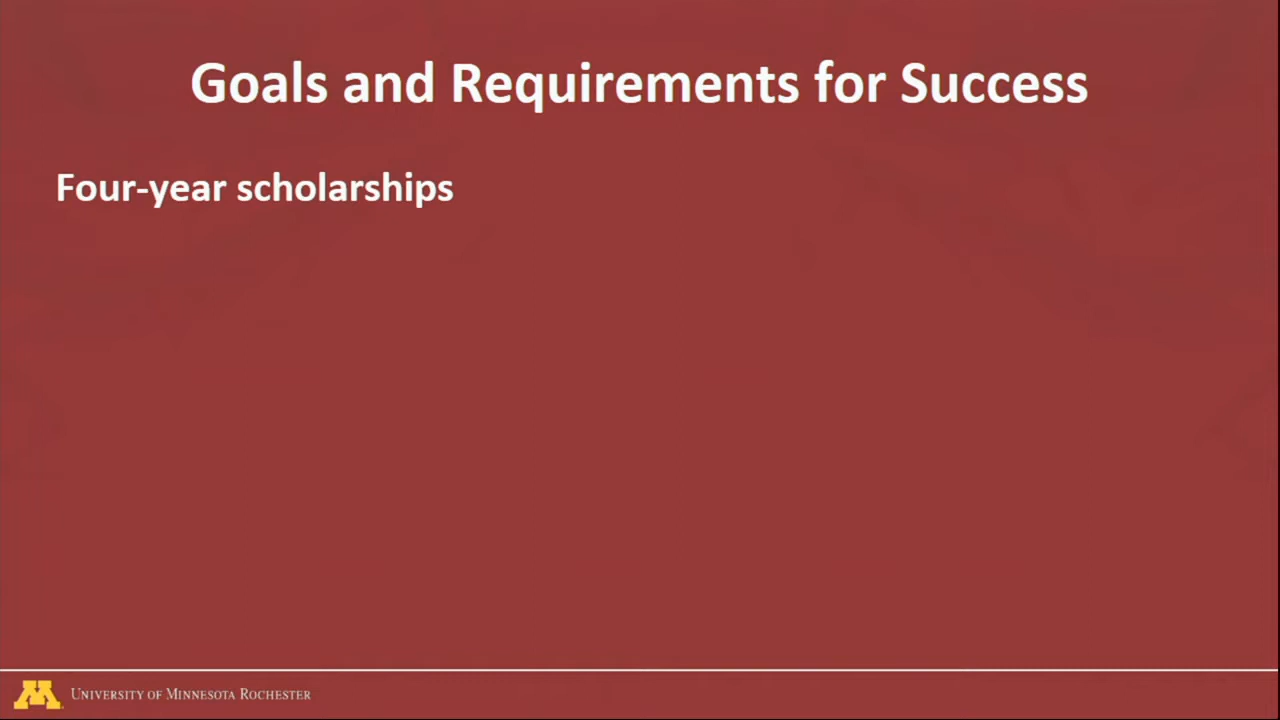 Goals and Requirements for Success
Four-year scholarships
University of Minnesota Rochester